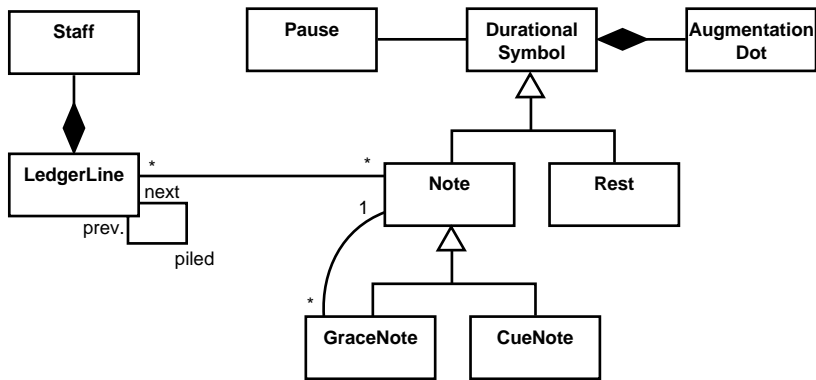 Staff
Pause
Durational
Symbol
Augmentation
Dot
LedgerLine
*
*
next
prev.
piled
Note
Rest
1
*
GraceNote
CueNote